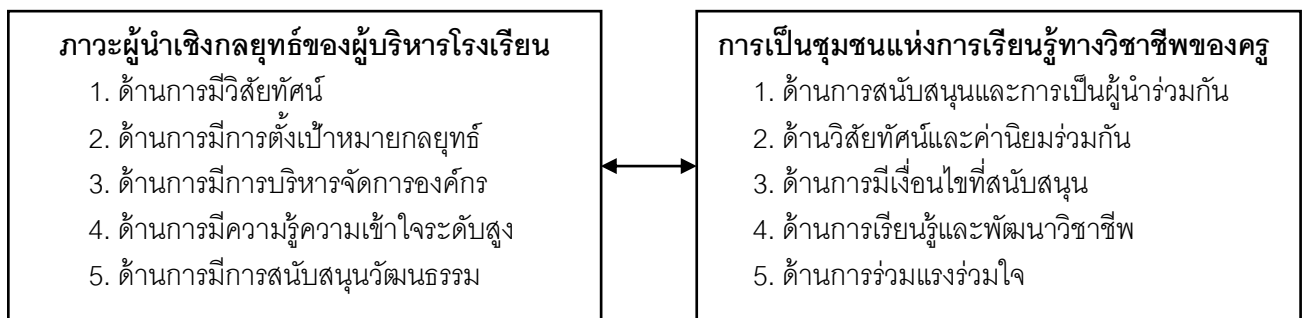 ภาวะผู้นำเชิงกลยุทธ์ของผู้บริหารโรงเรียน
1. ด้านการมีวิสัยทัศน์
2. ด้านการมีการตั้งเป้าหมายกลยุทธ์
3. ด้านการมีการบริหารจัดการองค์กร
4. ด้านการมีความรู้ความเข้าใจระดับสูง
5. ด้านการมีการสนับสนุนวัฒนธรรม
การเป็นชุมชนแห่งการเรียนรู้ทางวิชาชีพของครู
1. ด้านการสนับสนุนและการเป็นผู้นำร่วมกัน
2. ด้านวิสัยทัศน์และค่านิยมร่วมกัน
3. ด้านการมีเงื่อนไขที่สนับสนุน
4. ด้านการเรียนรู้และพัฒนาวิชาชีพ
5. ด้านการร่วมแรงร่วมใจ